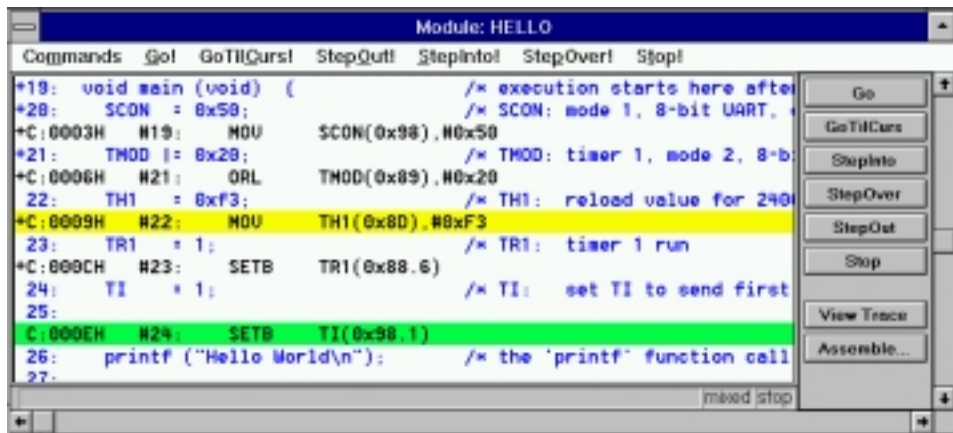 Module: HELLO
Commands Go! GoTilCurs! StepOut! StepInto! StepOver! Stop!
+19: void main (void) { /* execution starts here after
+20: SCON = 0x50; /* SCON: mode 1, 8-bit UART,
+C:0003H #19: MOV SCON(0x98),#0x50
+21: TMOD |= 0x20; /* TMOD: timer 1, mode 2, 8-b
+C:0006H #21: ORL TMOD(0x89),#0x20
22: TH1 = 0xf3; /* TH1: reload value for 240
+C:0009H #22: MOV TH1(0x8D),#0xF3
23: TR1 = 1; /* TR1: timer 1 run
+C:000CH #23: SETB TR1(0x88.6)
24: TI = 1; /* TI: set TI to send first
25:
C:000EH #24: SETB TI(0x98.1)
26: printf ("Hello World\n"); /* the 'printf' function call
27:
mixed stop
Go
GoTilCurs
StepInto
StepOver
StepOut
Stop
View Trace
Assemble...